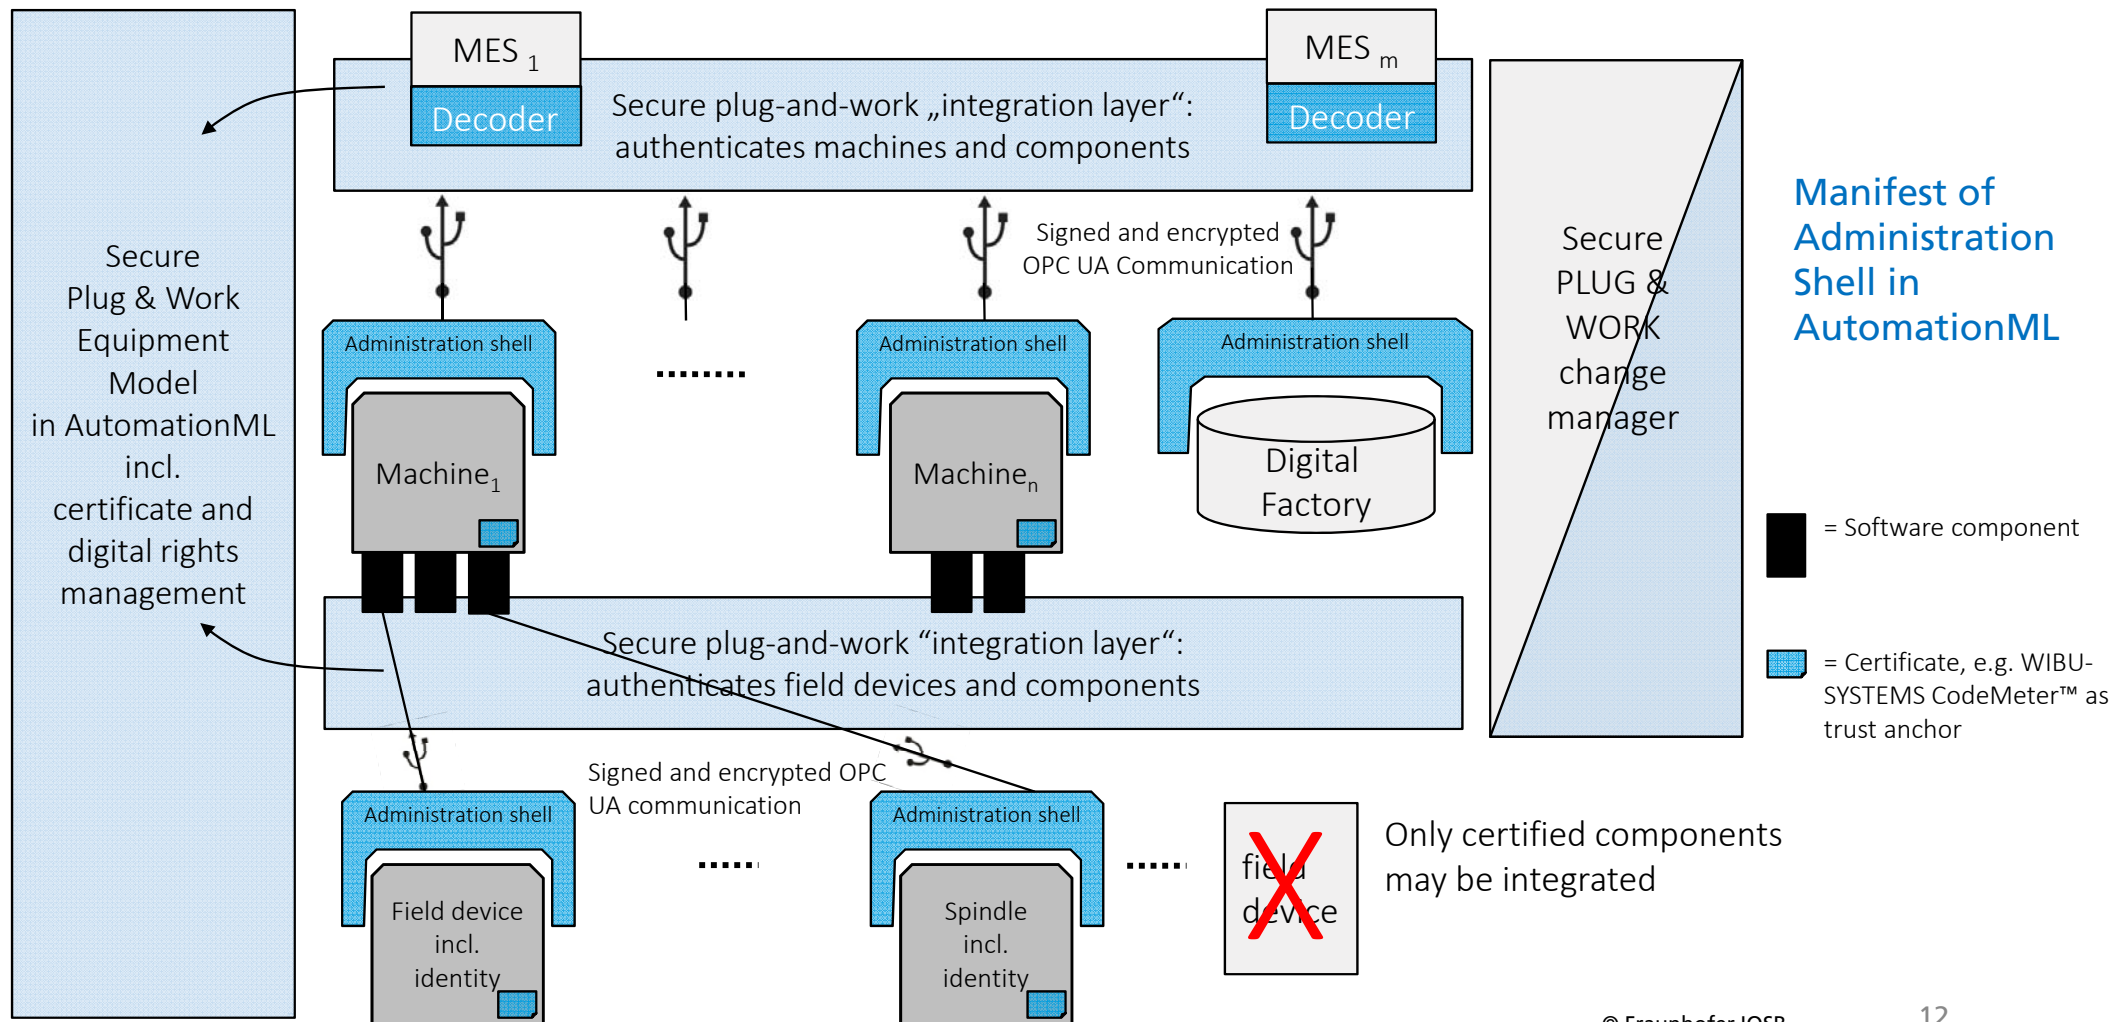 MES 1
Decoder
MES m
Decoder
Secure plug-and-work „integration layer“:
authenticates machines and components
Secure
Plug & Work
Equipment
Model
in AutomationML
incl.
certificate and
digital rights
management
Signed and encrypted
OPC UA Communication
Administration shell
Administration shell
Administration shell
Machine1
Machinen
Digital
Factory
Secure
PLUG &
WORK
change
manager
Manifest of
Administration
Shell in
AutomationML
= Software component
= Certificate, e.g. WIBU-
SYSTEMS CodeMeter™ as
trust anchor
Secure plug-and-work “integration layer“:
authenticates field devices and components
Signed and encrypted OPC
UA communication
Administration shell
Administration shell
Field device
incl.
identity
Spindle
incl.
identity
field
device
Only certified components
may be integrated
© Fraunhofer IOSB
12